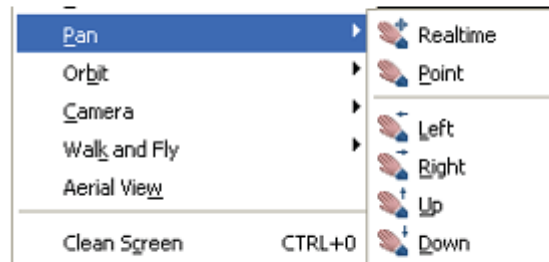 Pan
Orbit
Camera
Walk and Fly
Aerial View
Clean Screen CTRL+0
Realtime
Point
Left
Right
Up
Down